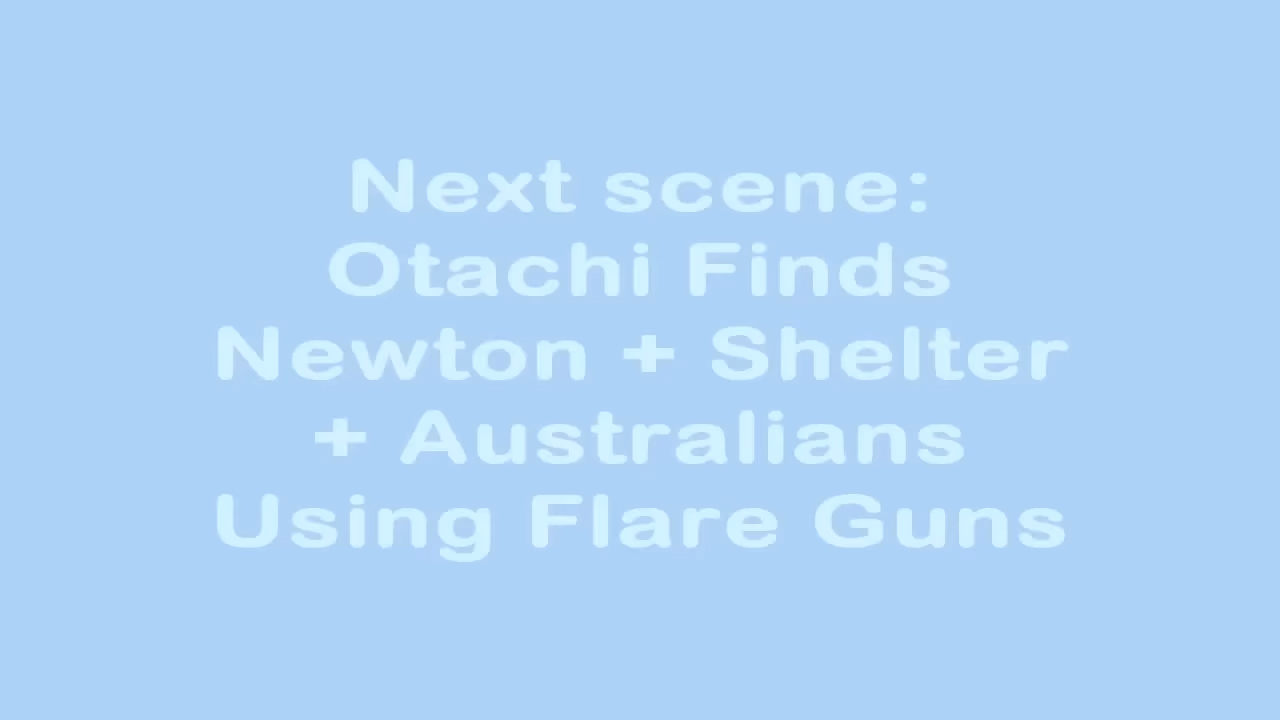 Next scene:
Otachi Finds
Newton + Shelter
+ Australians
Using Flare Guns